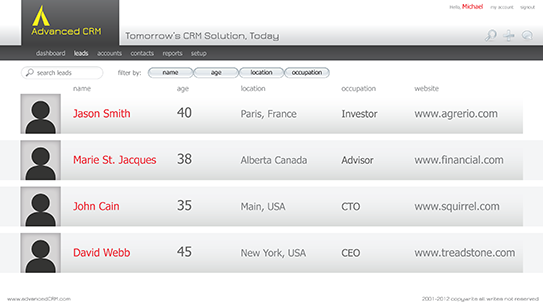 Hello, Michael my account signout
Advanced CRM
Tomorrow's CRM Solution, Today
dashboard leads accounts contacts reports setup
search leads filter by: name age location occupation
name age location occupation website
Jason Smith 40 Paris, France Investor www.agrerio.com
Marie St. Jacques 38 Alberta Canada Advisor www.financial.com
John Cain 35 Main, USA CTO www.squirrel.com
David Webb 45 New York, USA CEO www.treadstone.com
www.advancedCRM.com 2001-2012 copywrite all writes not reserved